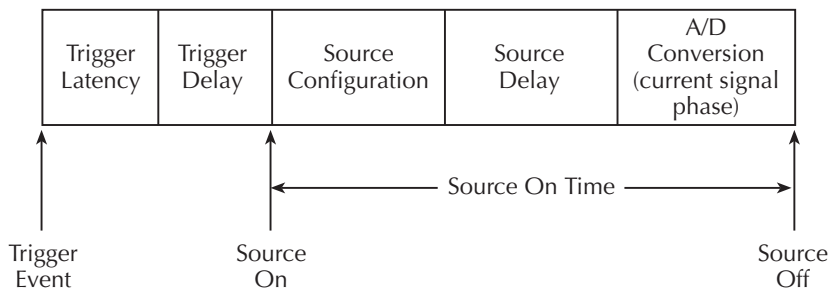 Trigger
Latency
Trigger
Delay
Source
Configuration
Source
Delay
A/D
Conversion
(current signal
phase)
Source On Time
Trigger
Event
Source
On
Source
Off